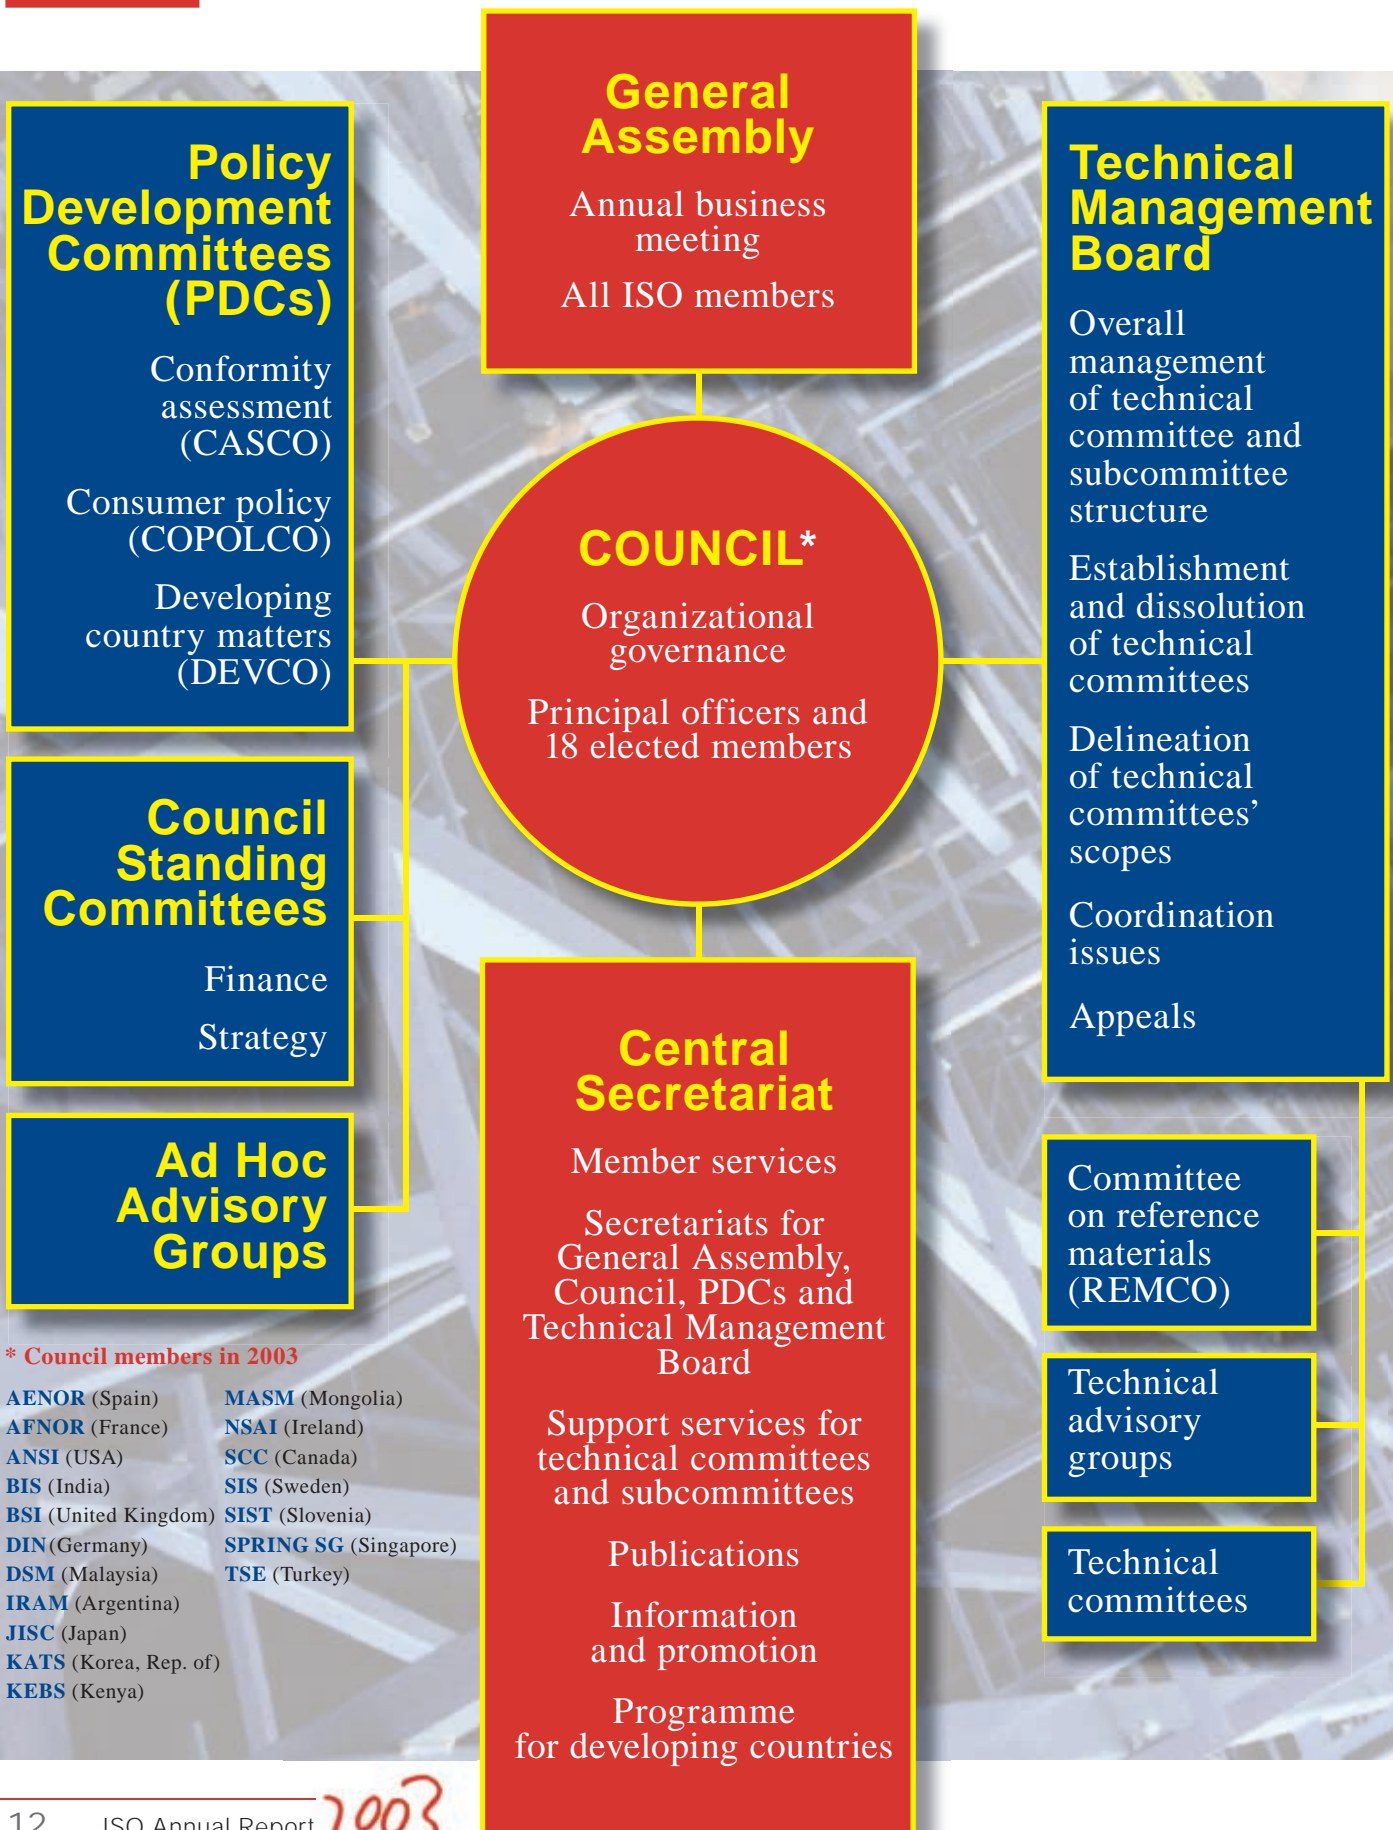 General
Assembly
Annual business
meeting
All ISO members
Policy
Development
Committees
(PDCs)
Conformity
assessment
(CASCO)
Consumer policy
(COPOLCO)
Developing
country matters
(DEVCO)
COUNCIL*
Organizational
governance
Principal officers and
18 elected members
Technical
Management
Board
Overall
management
of technical
committee and
subcommittee
structure
Establishment
and dissolution
of technical
committees
Delineation
of technical
committees’
scopes
Coordination
issues
Appeals
Council
Standing
Committees
Finance
Strategy
Ad Hoc
Advisory
Groups
Central
Secretariat
Member services
Secretariats for
General Assembly,
Council, PDCs and
Technical Management
Board
Support services for
technical committees
and subcommittees
Publications
Information
and promotion
Programme
for developing countries
Committee
on reference
materials
(REMCO)
Technical
advisory
groups
Technical
committees
* Council members in 2003
AENOR (Spain)
AFNOR (France)
ANSI (USA)
BIS (India)
BSI (United Kingdom)
DIN (Germany)
DSM (Malaysia)
IRAM (Argentina)
JISC (Japan)
KATS (Korea, Rep. of)
KEBS (Kenya)
MASM (Mongolia)
NSAI (Ireland)
SCC (Canada)
SIS (Sweden)
SIST (Slovenia)
SPRING SG (Singapore)
TSE (Turkey)
12 ISO Annual Report 2003